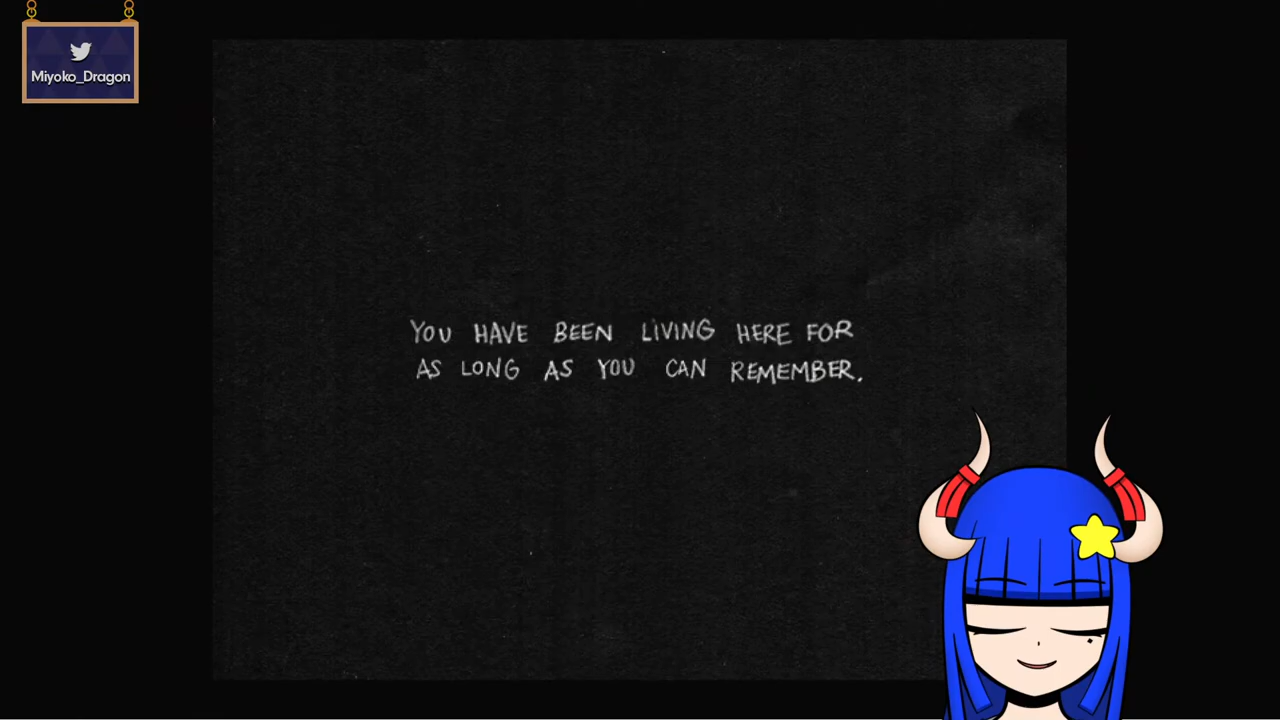 Miyoko_Dragon
YOU HAVE BEEN LIVING HERE FOR
AS LONG AS YOU CAN REMEMBER.